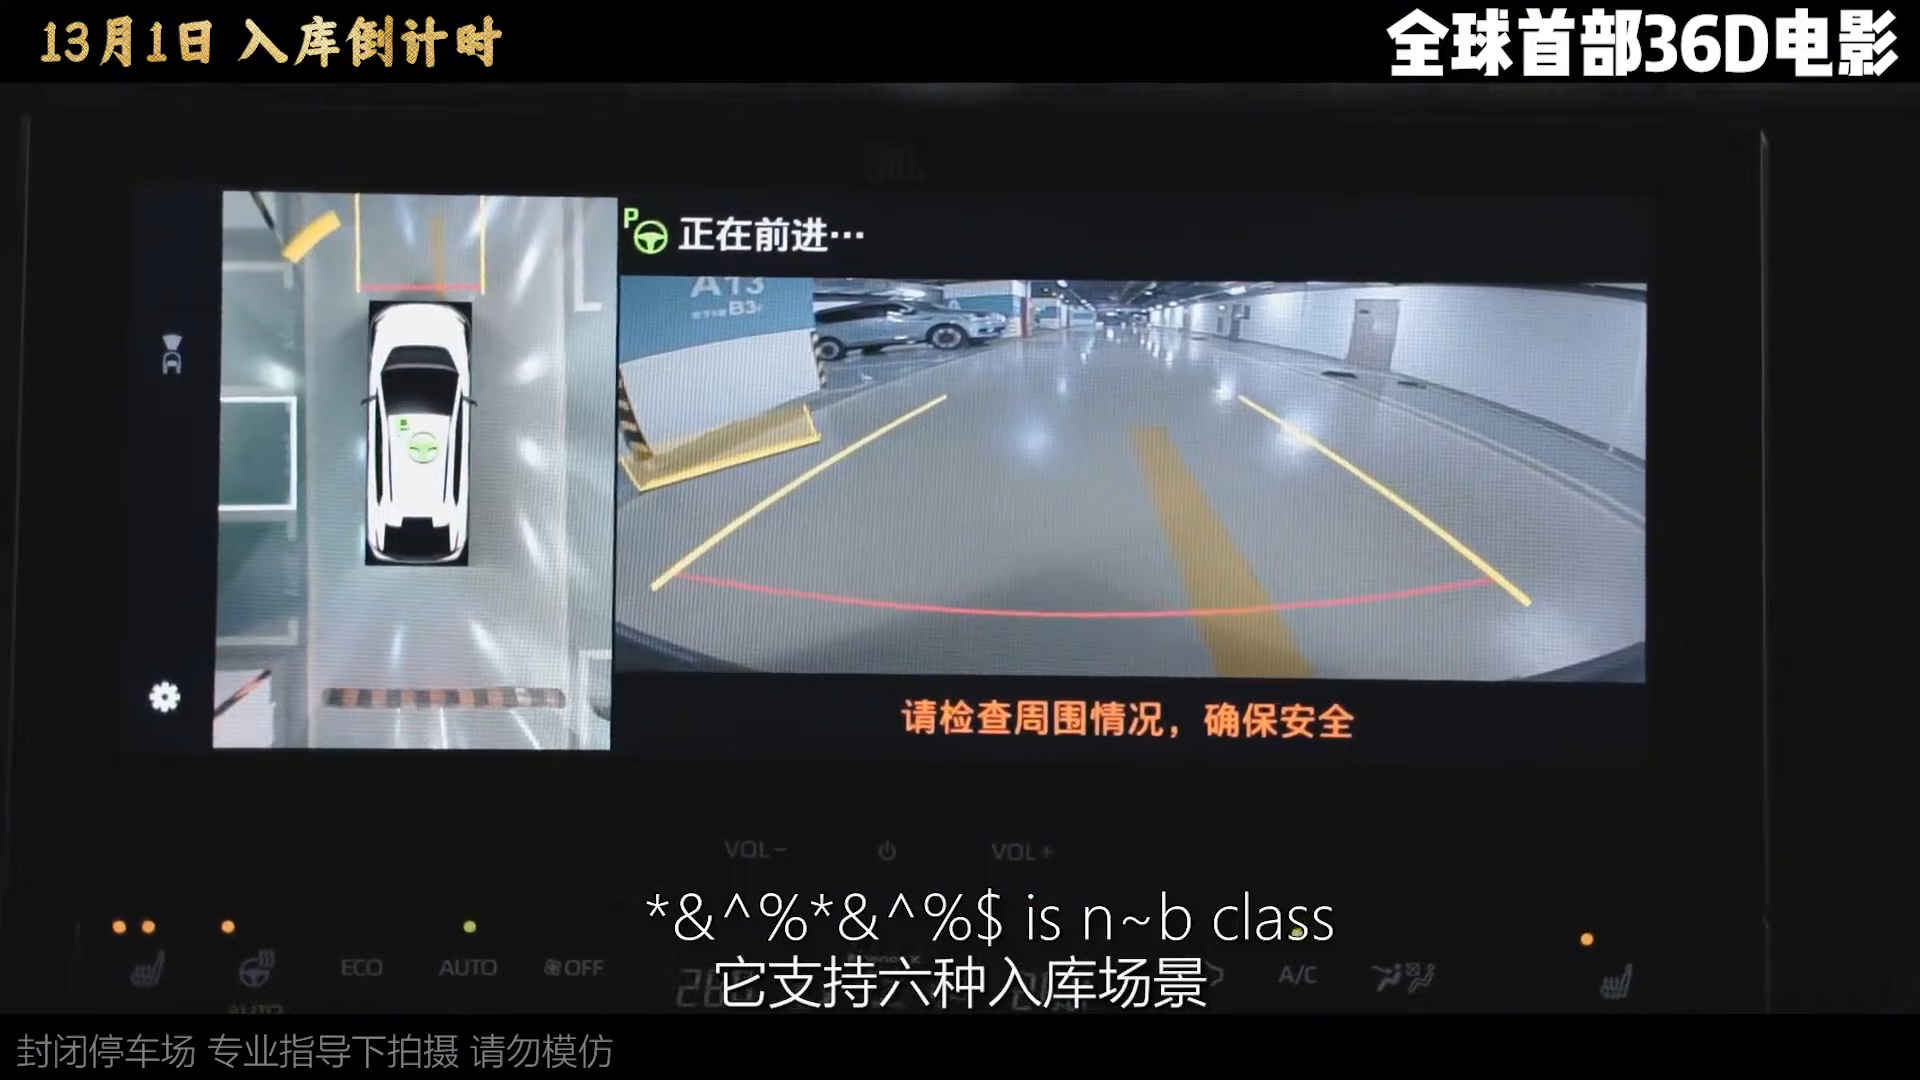 13月1日 入库倒计时
全球首部36D电影
P
正在前进…
A13
B3
请检查周围情况，确保安全
VOL-
VOL+
*&^%*&^%$ is n~b class
ECO
AUTO
OFF
A/C
它支持六种入库场景
AUTO
封闭停车场 专业指导下拍摄 请勿模仿